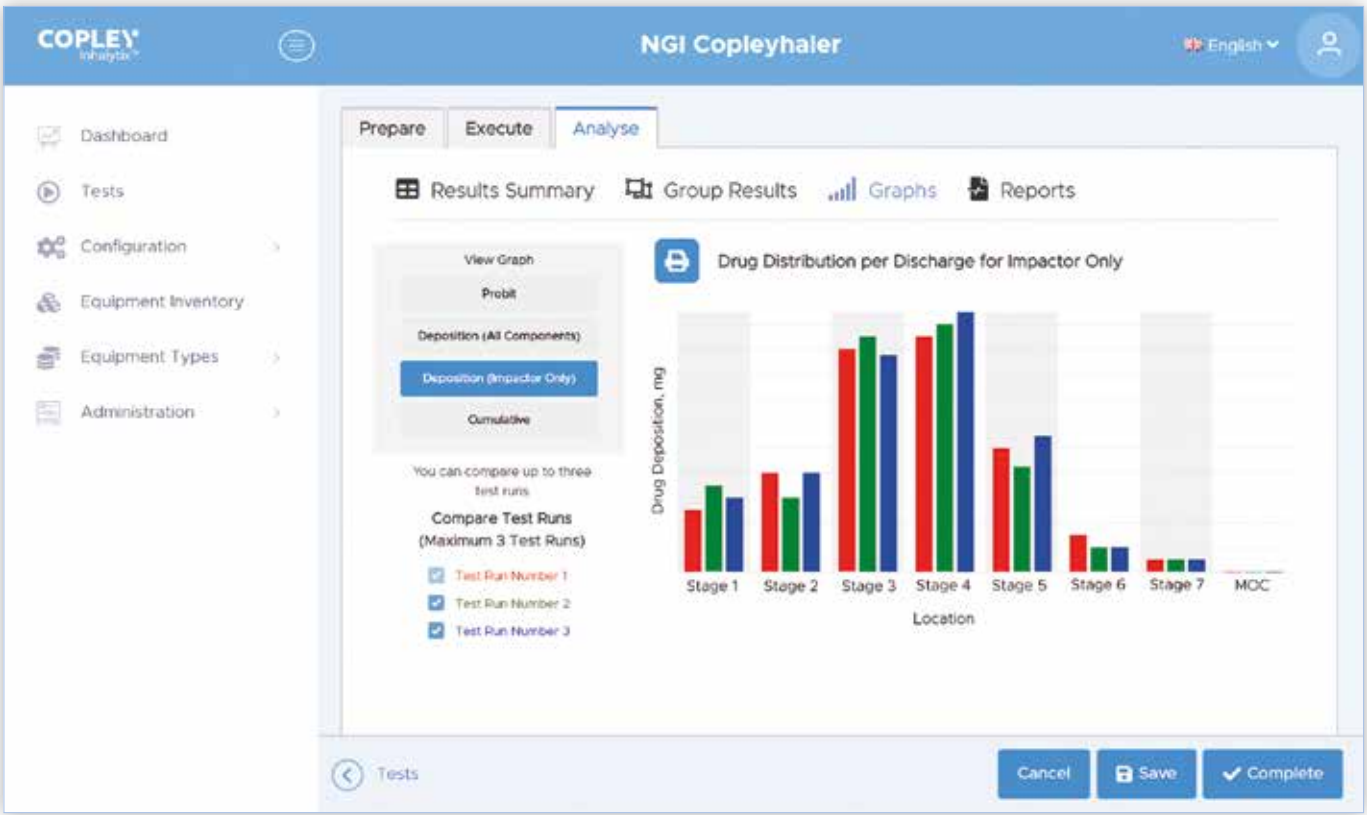 COPLEY
Inhalytix™
NGI Copleyhaler
English
Dashboard
Tests
Configuration
Equipment Inventory
Equipment Types
Administration
Prepare
Execute
Analyse
Results Summary
Group Results
Graphs
Reports
View Graph
Probit
Deposition (All Components)
Deposition (Impactor Only)
Cumulative
You can compare up to three
test runs
Compare Test Runs
(Maximum 3 Test Runs)
Test Run Number 1
Test Run Number 2
Test Run Number 3
Drug Distribution per Discharge for Impactor Only
Drug Deposition, mg
Stage 1 Stage 2 Stage 3 Stage 4 Stage 5 Stage 6 Stage 7 MOC
Location
Tests
Cancel
Save
Complete